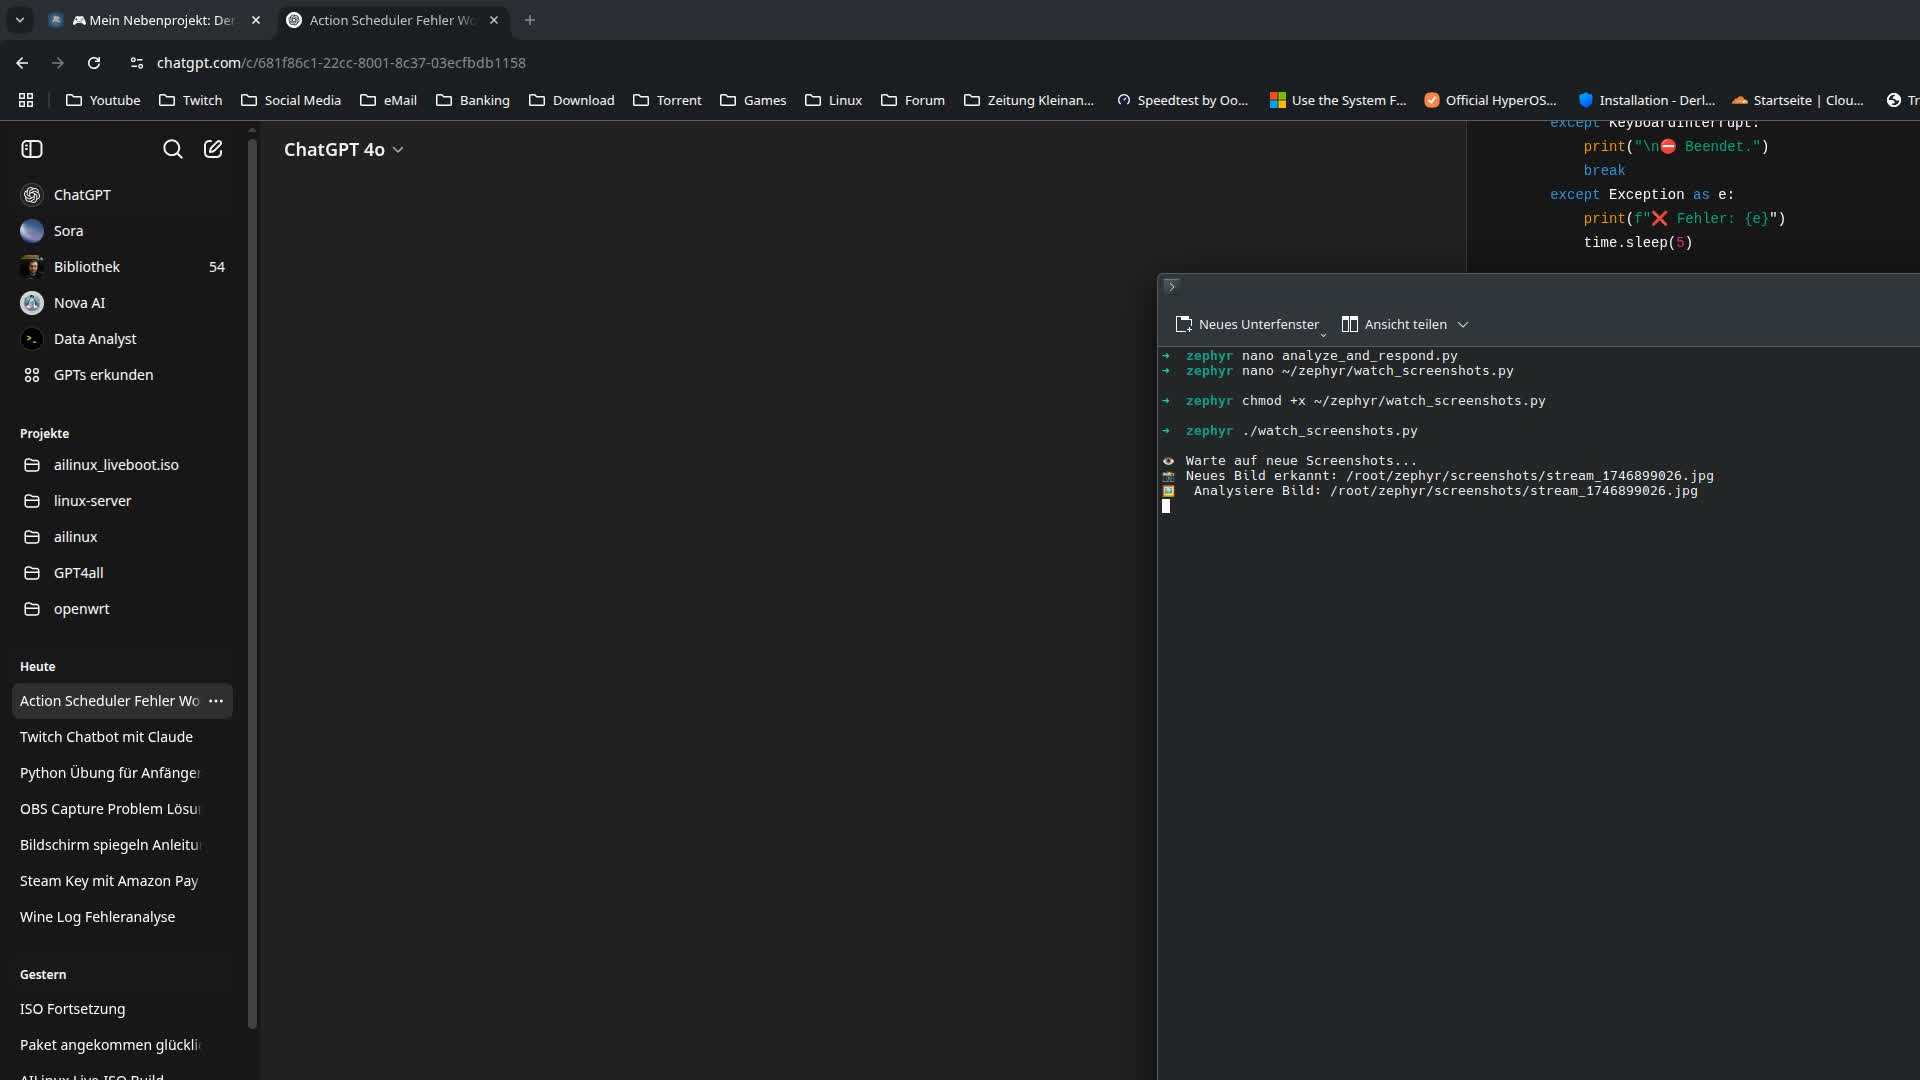 Mein Nebenprojekt: Der
Action Scheduler Fehler Wo
chatgpt.com/c/681f86c1-22cc-8001-8c37-03ecfbdb1158
Youtube Twitch Social Media eMail Banking Download Torrent Games Linux Forum Zeitung Kleinan... Speedtest by Oo... Use the System F... Official HyperOS... Installation - Derl... Startseite | Clou... Tr
ChatGPT 4o
ChatGPT
Sora
Bibliothek 54
Nova AI
Data Analyst
GPTs erkunden
Projekte
ailinux_liveboot.iso
linux-server
ailinux
GPT4all
openwrt
Heute
Action Scheduler Fehler Wo
Twitch Chatbot mit Claude
Python Übung für Anfänger
OBS Capture Problem Lösu
Bildschirm spiegeln Anleitu
Steam Key mit Amazon Pay
Wine Log Fehleranalyse
Gestern
ISO Fortsetzung
Paket angekommen glückli
AILinux Live ISO Build
except KeyboardInterrupt:
print("\n⛔ Beendet.")
break
except Exception as e:
print(f"❌ Fehler: {e}")
time.sleep(5)
Neues Unterfenster Ansicht teilen
➜ zephyr nano analyze_and_respond.py
➜ zephyr nano ~/zephyr/watch_screenshots.py
➜ zephyr chmod +x ~/zephyr/watch_screenshots.py
➜ zephyr ./watch_screenshots.py
Warte auf neue Screenshots...
Neues Bild erkannt: /root/zephyr/screenshots/stream_1746899026.jpg
Analysiere Bild: /root/zephyr/screenshots/stream_1746899026.jpg